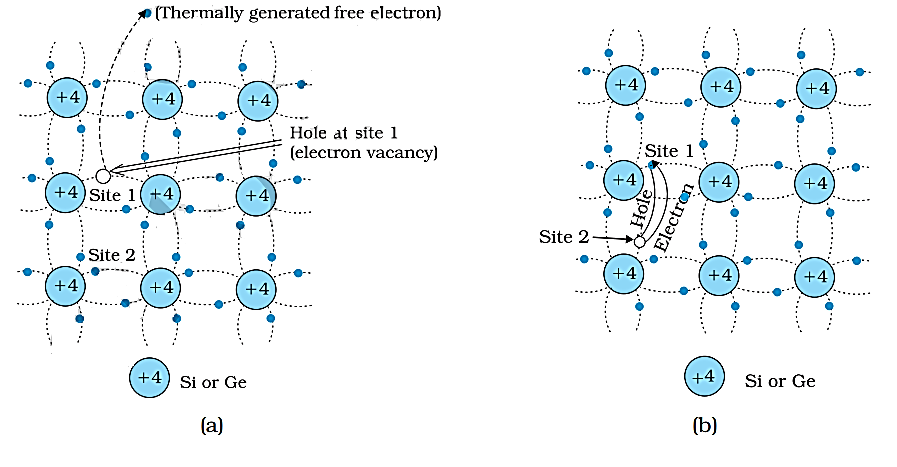 (Thermally generated free electron)
+4 +4 +4
Hole at site 1
(electron vacancy)
+4 Site 1 +4 +4
Site 2
+4 +4 +4
+4 Si or Ge
(a)
+4 +4 +4
Site 1
+4 +4 +4
Hole
Electron
Site 2
+4 +4 +4
+4 Si or Ge
(b)